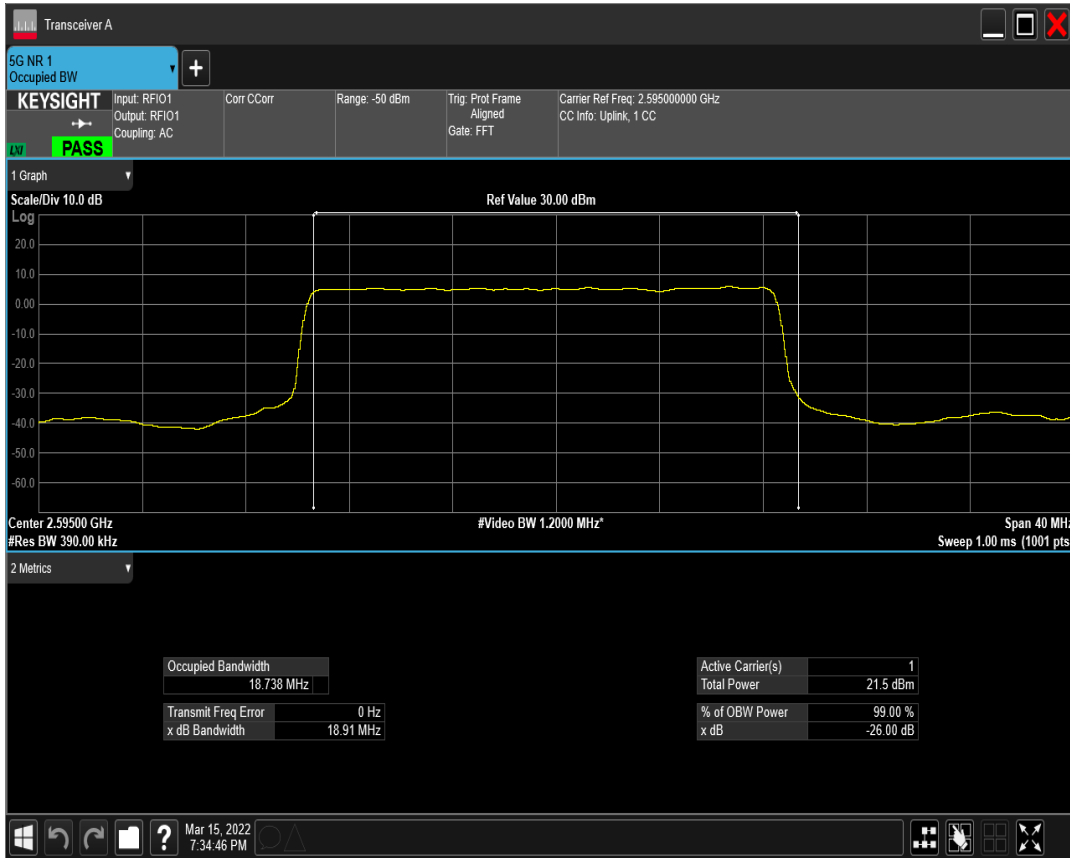 Transceiver A
5G NR 1
Occupied BW
KEYSIGHT
LXI
PASS
Input: RFIO1
Output: RFIO1
Coupling: AC
Corr CCorr
Range: -50 dBm
Trig: Prot Frame
Aligned
Gate: FFT
Carrier Ref Freq: 2.595000000 GHz
CC Info: Uplink, 1 CC
1 Graph
Scale/Div 10.0 dB
Ref Value 30.00 dBm
Log
20.0
10.0
0.00
-10.0
-20.0
-30.0
-40.0
-50.0
-60.0
Center 2.59500 GHz
#Video BW 1.2000 MHz*
Span 40 MHz
#Res BW 390.00 kHz
Sweep 1.00 ms (1001 pts
2 Metrics
Occupied Bandwidth
18.738 MHz
Transmit Freq Error 0 Hz
x dB Bandwidth 18.91 MHz
Active Carrier(s) 1
Total Power 21.5 dBm
% of OBW Power 99.00 %
x dB -26.00 dB
?
Mar 15, 2022
7:34:46 PM